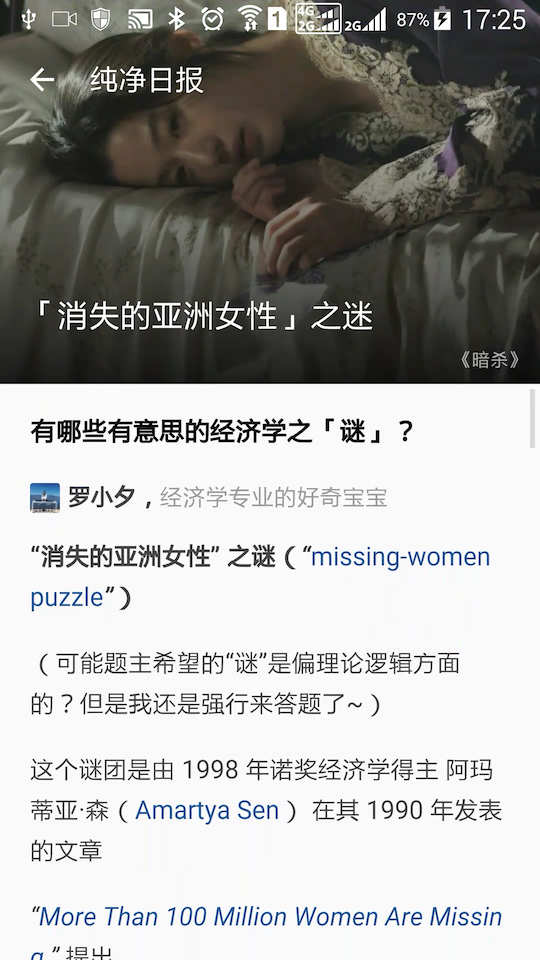 1 4G 2G 2G 87% 17:25
纯净日报
「消失的亚洲女性」之迷
《暗杀》
有哪些有意思的经济学之「谜」？
罗小夕，经济学专业的好奇宝宝
“消失的亚洲女性” 之谜（“missing-women
puzzle”）
（可能题主希望的“谜”是偏理论逻辑方面
的？但是我还是强行来答题了~）
这个谜团是由 1998 年诺奖经济学得主 阿玛
蒂亚·森（Amartya Sen） 在其 1990 年发表
的文章
“More Than 100 Million Women Are Missin
g.” 提出